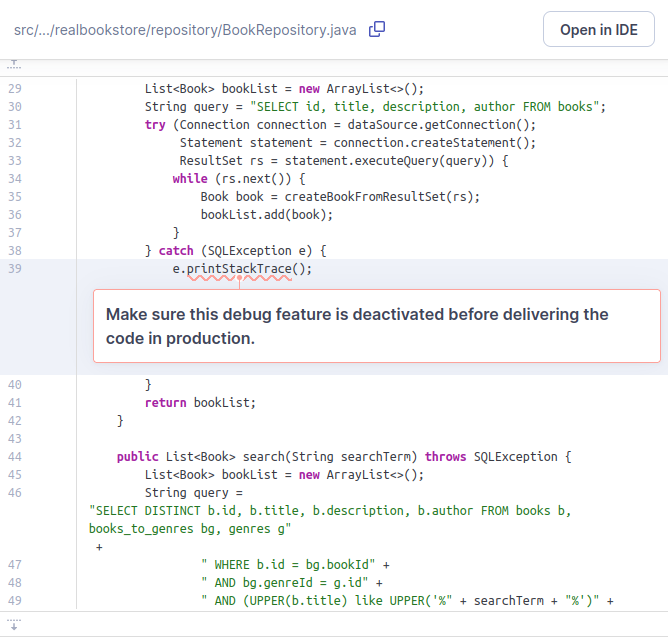 src/.../realbookstore/repository/BookRepository.java
Open in IDE
29 List<Book> bookList = new ArrayList<>();
30 String query = "SELECT id, title, description, author FROM books";
31 try (Connection connection = dataSource.getConnection();
32 Statement statement = connection.createStatement();
33 ResultSet rs = statement.executeQuery(query)) {
34 while (rs.next()) {
35 Book book = createBookFromResultSet(rs);
36 bookList.add(book);
37 }
38 } catch (SQLException e) {
39 e.printStackTrace();
Make sure this debug feature is deactivated before delivering the
code in production.
40 }
41 return bookList;
42 }
43
44 public List<Book> search(String searchTerm) throws SQLException {
45 List<Book> bookList = new ArrayList<>();
46 String query =
"SELECT DISTINCT b.id, b.title, b.description, b.author FROM books b,
books_to_genres bg, genres g"
+
47 " WHERE b.id = bg.bookId" +
48 " AND bg.genreId = g.id" +
49 " AND (UPPER(b.title) like UPPER('%" + searchTerm + "%')" +